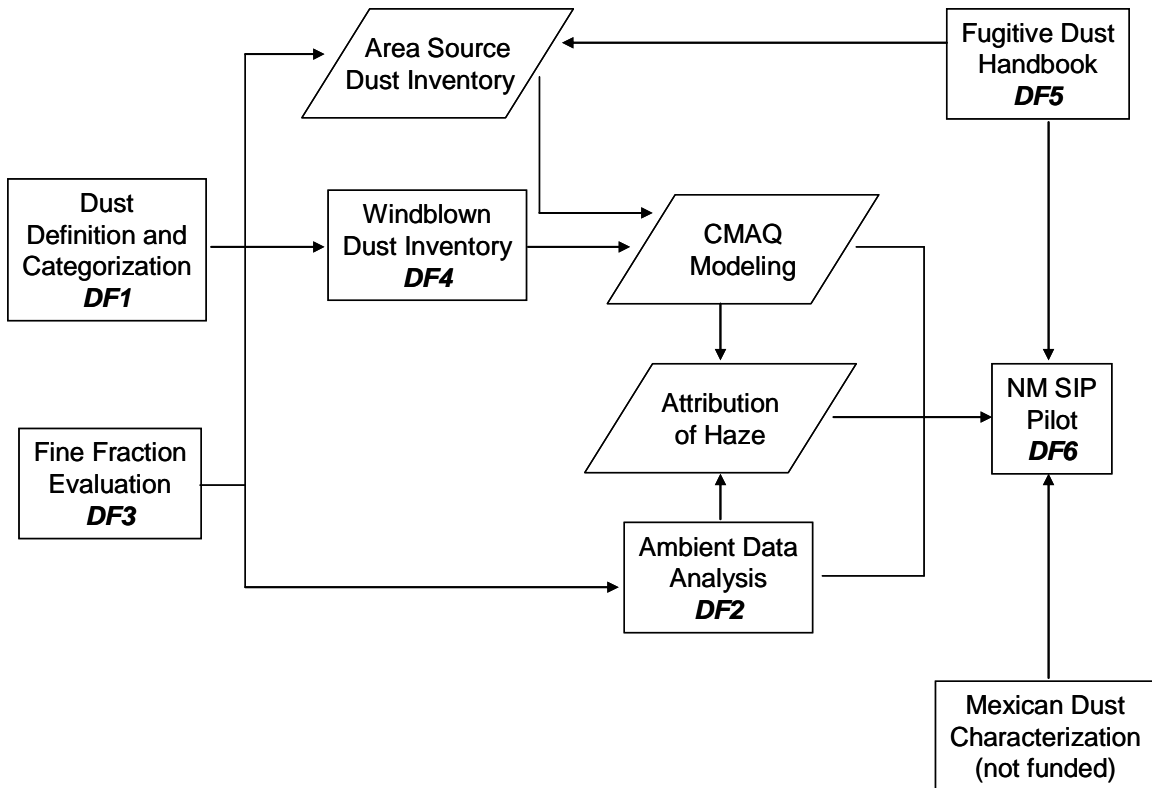 Area Source
Dust Inventory
Fugitive Dust
Handbook
DF5
Dust
Definition and
Categorization
DF1
Windblown
Dust Inventory
DF4
CMAQ
Modeling
Attribution
of Haze
NM SIP
Pilot
DF6
Fine Fraction
Evaluation
DF3
Ambient Data
Analysis
DF2
Mexican Dust
Characterization
(not funded)